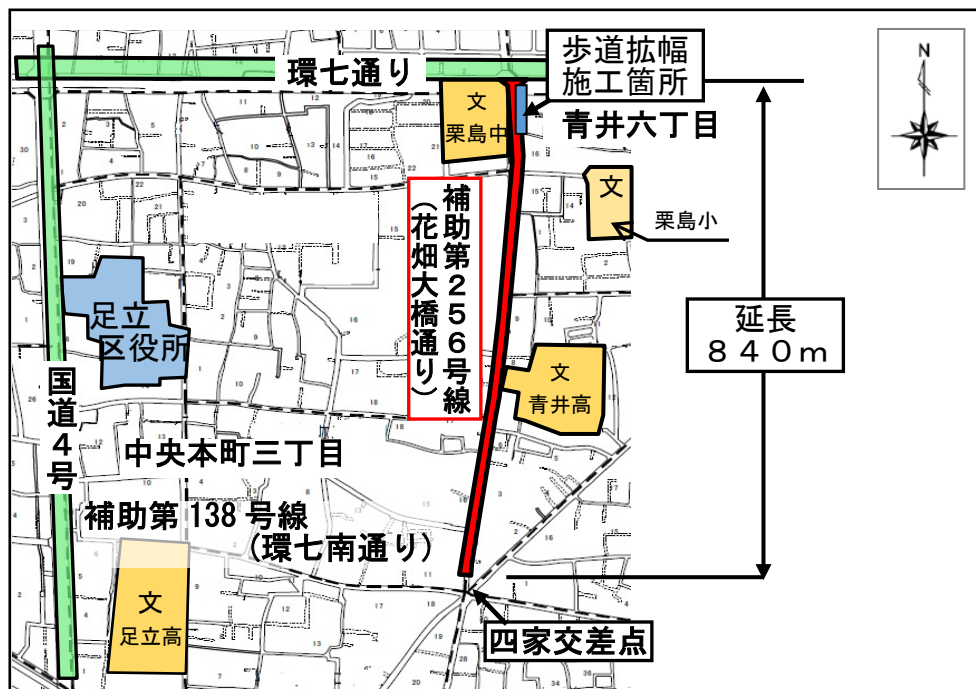 環七通り
歩道拡幅
施工箇所
N
文
栗島中
青井六丁目
文
栗島小
補助第256号線
(花畑大橋通り)
足立
区役所
延長
840m
国道4号
文
青井高
中央本町三丁目
補助第138号線
(環七南通り)
文
足立高
四家交差点